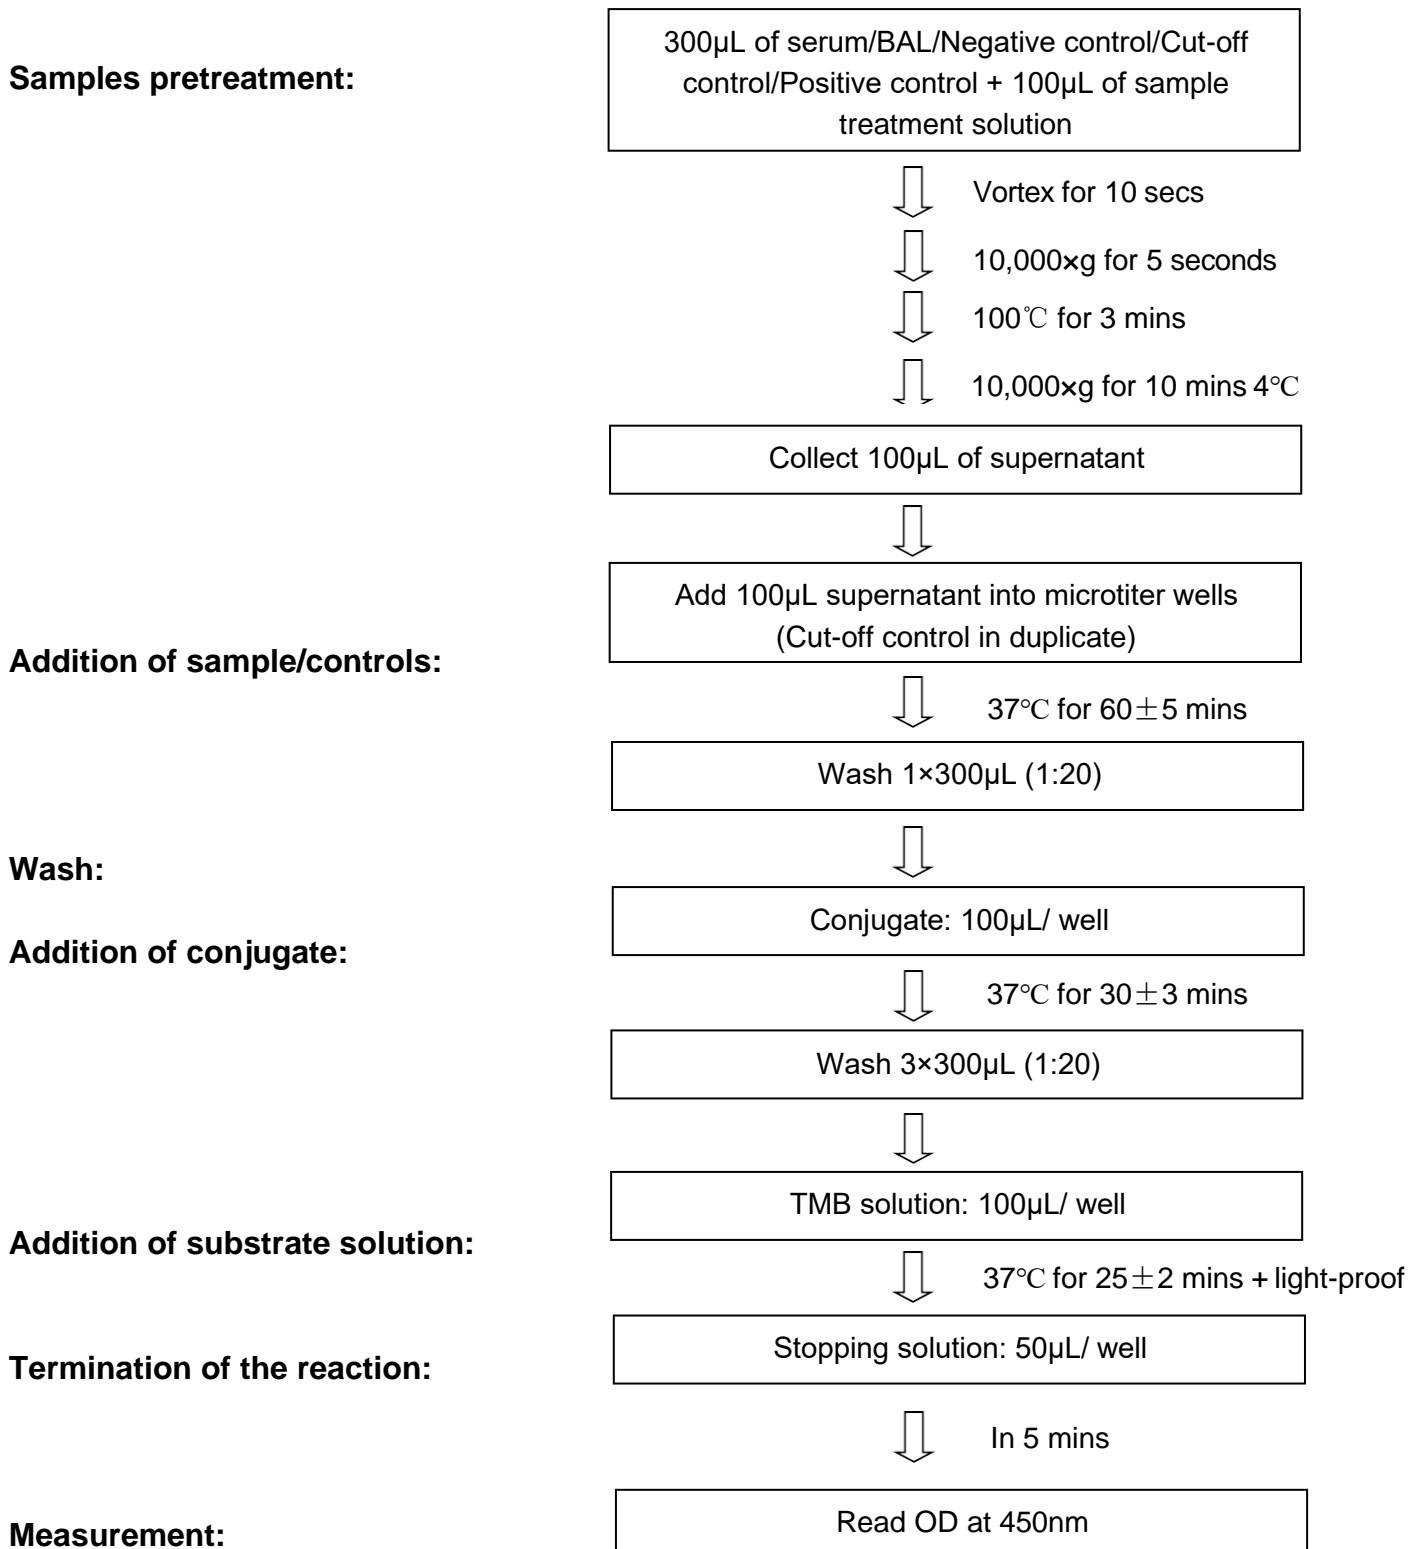 300µL of serum/BAL/Negative control/Cut-off
Samples pretreatment:
control/Positive control + 100µL of sample
treatment solution
Vortex for 10 secs
10,000×g for 5 seconds
100℃ for 3 mins
10,000×g for 10 mins 4℃
Collect 100µL of supernatant
Add 100µL supernatant into microtiter wells
(Cut-off control in duplicate)
Addition of sample/controls:
37℃ for 60±5 mins
Wash 1×300µL (1:20)
Wash:
Conjugate: 100µL/ well
Addition of conjugate:
37℃ for 30±3 mins
Wash 3×300µL (1:20)
TMB solution: 100µL/ well
Addition of substrate solution:
37℃ for 25±2 mins + light-proof
Stopping solution: 50µL/ well
Termination of the reaction:
In 5 mins
Read OD at 450nm
Measurement: